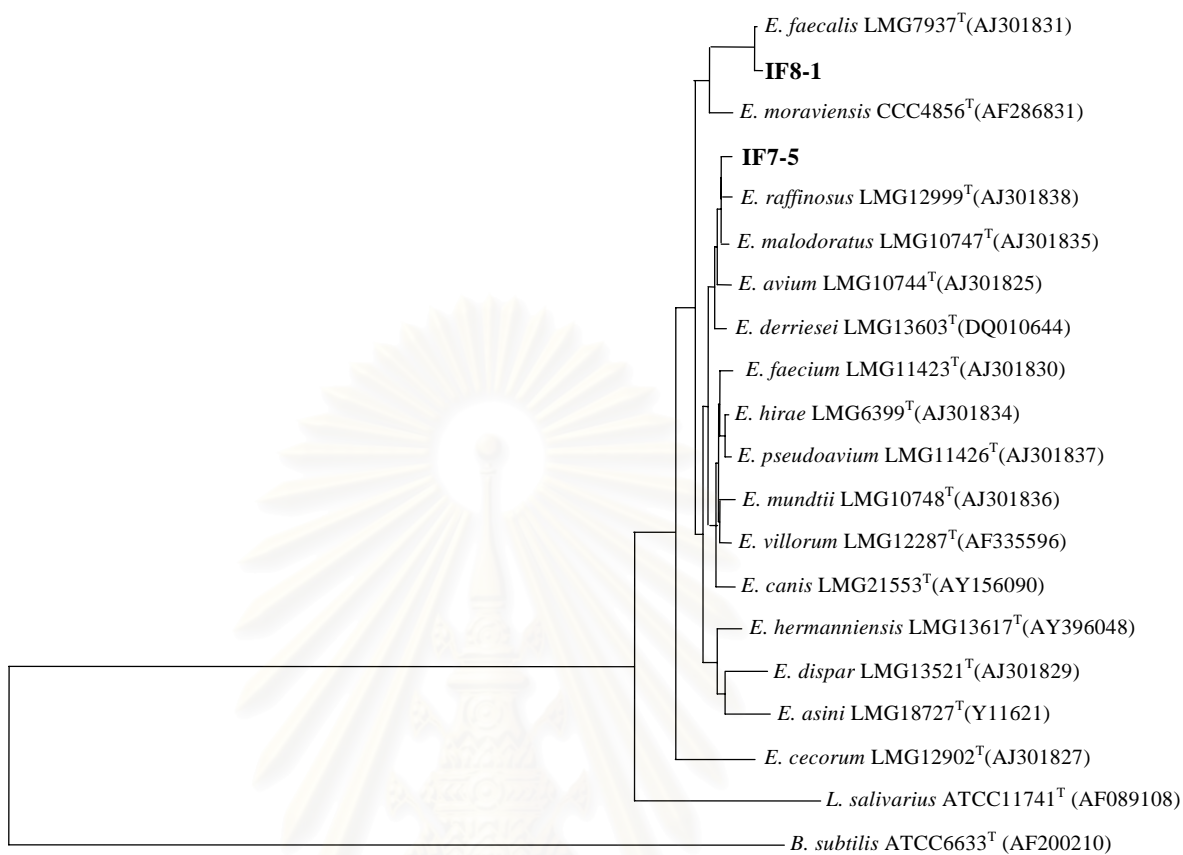 E. faecalis LMG7937T(AJ301831)
IF8-1
E. moraviensis CCC4856T(AF286831)
IF7-5
E. raffinosus LMG12999T(AJ301838)
E. malodoratus LMG10747T(AJ301835)
E. avium LMG10744T(AJ301825)
E. derriesei LMG13603T(DQ010644)
E. faecium LMG11423T(AJ301830)
E. hirae LMG6399T(AJ301834)
E. pseudoavium LMG11426T(AJ301837)
E. mundtii LMG10748T(AJ301836)
E. villorum LMG12287T(AF335596)
E. canis LMG21553T(AY156090)
E. hermanniensis LMG13617T(AY396048)
E. dispar LMG13521T(AJ301829)
E. asini LMG18727T(Y11621)
E. cecorum LMG12902T(AJ301827)
L. salivarius ATCC11741T (AF089108)
B. subtilis ATCC6633T (AF200210)